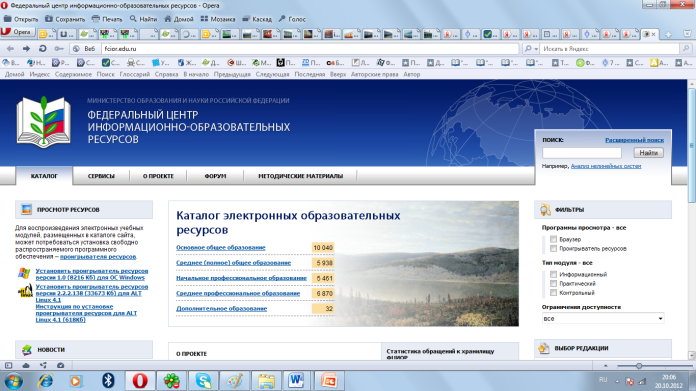 Федеральный центр информационно-образовательных ресурсов - Opera
Открыть Сохранить Печать Найти Домой Мозаика Каскад Голос
Opera
Веб fcior.edu.ru Искать в Яндекс
Домой Индекс Содержимое Поиск Глоссарий Справка В начало Предыдущая Следующая Последняя Вверх Авторские права Автор
МИНИСТЕРСТВО ОБРАЗОВАНИЯ И НАУКИ РОССИЙСКОЙ ФЕДЕРАЦИИ
ФЕДЕРАЛЬНЫЙ ЦЕНТР
ИНФОРМАЦИОННО-ОБРАЗОВАТЕЛЬНЫХ
РЕСУРСОВ
ПОИСК: Расширенный поиск
Найти
Например, Анализ нелинейных систем
КАТАЛОГ СЕРВИСЫ О ПРОЕКТЕ ФОРУМ МЕТОДИЧЕСКИЕ МАТЕРИАЛЫ
ПРОСМОТР РЕСУРСОВ
Для воспроизведения электронных учебных
модулей, размещенных в каталоге сайта,
может потребоваться установка свободно
распространяемого программного
обеспечения – проигрывателя ресурсов.
Установить проигрыватель ресурсов
версии 1.0 (8216 Кб) для ОС Windows
Установить проигрыватель ресурсов
версии 2.2.2.138 (33673 Кб) для ALT
Linux 4.1
Инструкция по установке
проигрывателя ресурсов для ALT
Linux 4.1 (618Кб)
НОВОСТИ
Каталог электронных образовательных
ресурсов
Основное общее образование 10 040
Среднее (полное) общее образование 5 938
Начальное профессиональное образование 5 461
Среднее профессиональное образование 6 870
Дополнительное образование 32
О ПРОЕКТЕ
Статистика обращений к хранилищу
ФЦИОР
ФИЛЬТРЫ
Программы просмотра - все
Браузер
Проигрыватель ресурсов
Тип модуля - все
Информационный
Практический
Контрольный
Ограничения доступности
все
ВЫБОР РЕДАКЦИИ
RU
20:06
20.10.2012